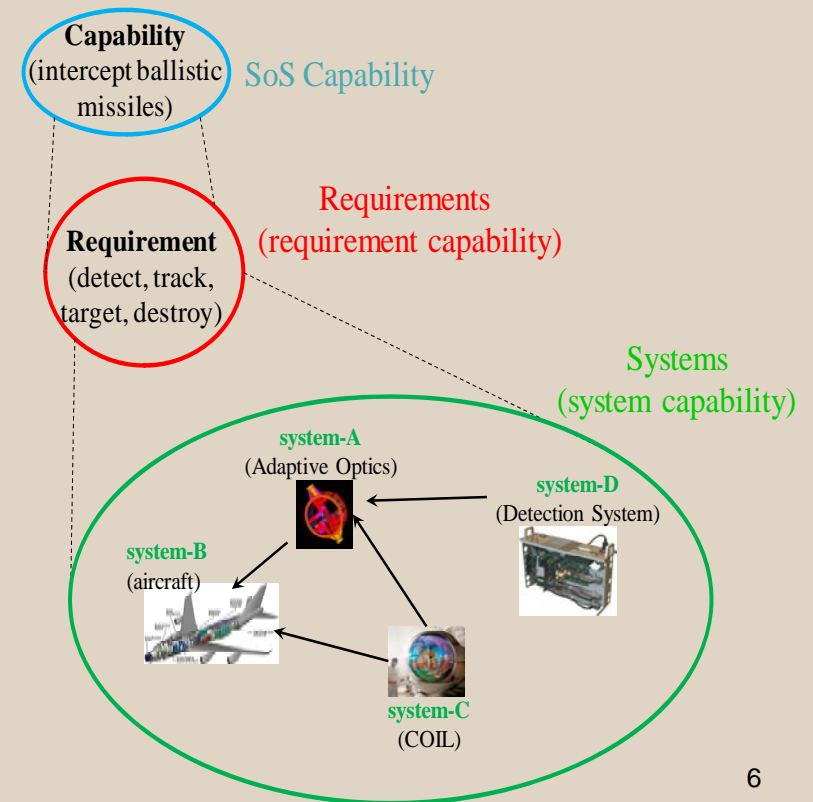 Capability
(intercept ballistic
missiles)
SoS Capability
Requirements
(requirement capability)
Requirement
(detect, track,
target, destroy)
Systems
(system capability)
system-A
(Adaptive Optics)
system-D
(Detection System)
system-B
(aircraft)
system-C
(COIL)
6